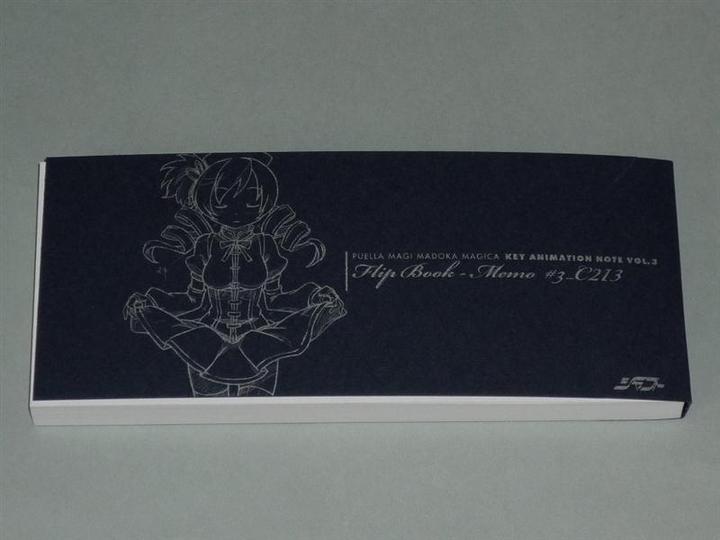 PUELLA MAGI MADOKA MAGICA KEY ANIMATION NOTE VOL.3
Flip Book - Memo #3_C213